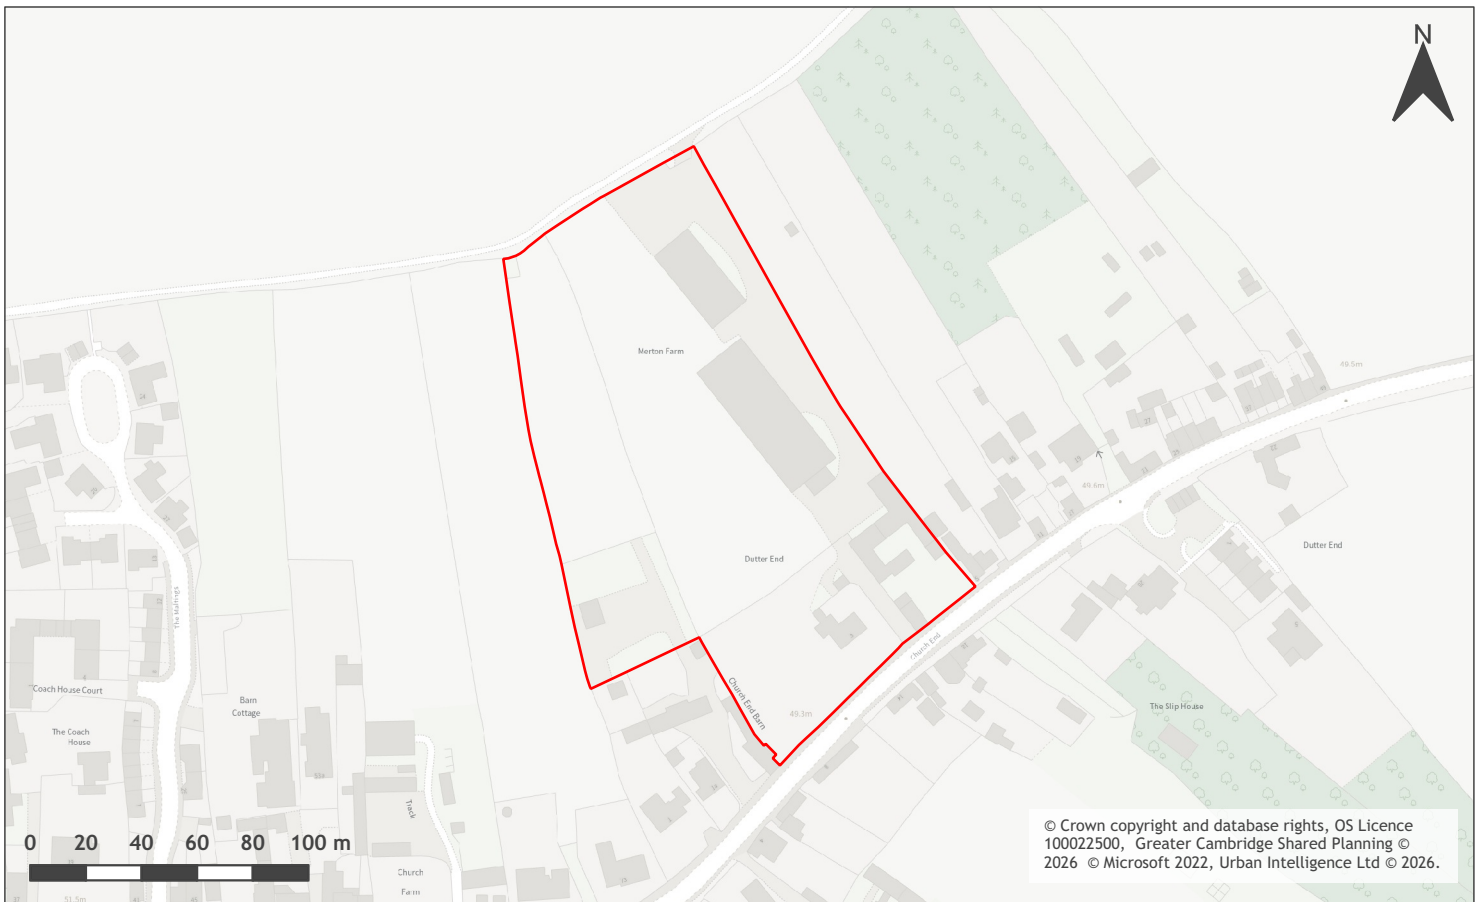 N
49.6m
Merton Farm
49.6m
Dutter End
Dutter End
The Maltings
Church End
Coach House Court
Barn
Cottage
Church End Barn
49.3m
The Slip House
The Coach
House
Track
0 20 40 60 80 100 m
Church
Farm
51.5m
© Crown copyright and database rights, OS Licence
100022500, Greater Cambridge Shared Planning ©
2026 © Microsoft 2022, Urban Intelligence Ltd © 2026.